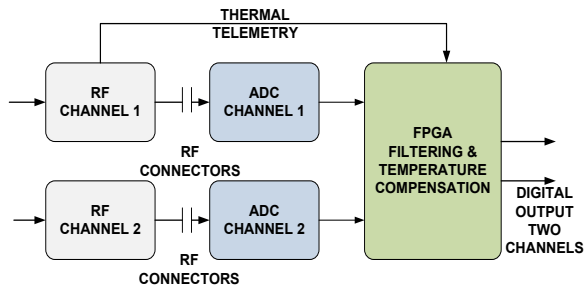 THERMAL
TELEMETRY
RF
CHANNEL 1
ADC
CHANNEL 1
RF
CONNECTORS
FPGA
FILTERING &
TEMPERATURE
COMPENSATION
RF
CHANNEL 2
ADC
CHANNEL 2
RF
CONNECTORS
DIGITAL
OUTPUT
TWO
CHANNELS